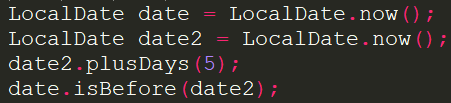 LocalDate date = LocalDate.now();
LocalDate date2 = LocalDate.now();
date2.plusDays(5);
date.isBefore(date2);